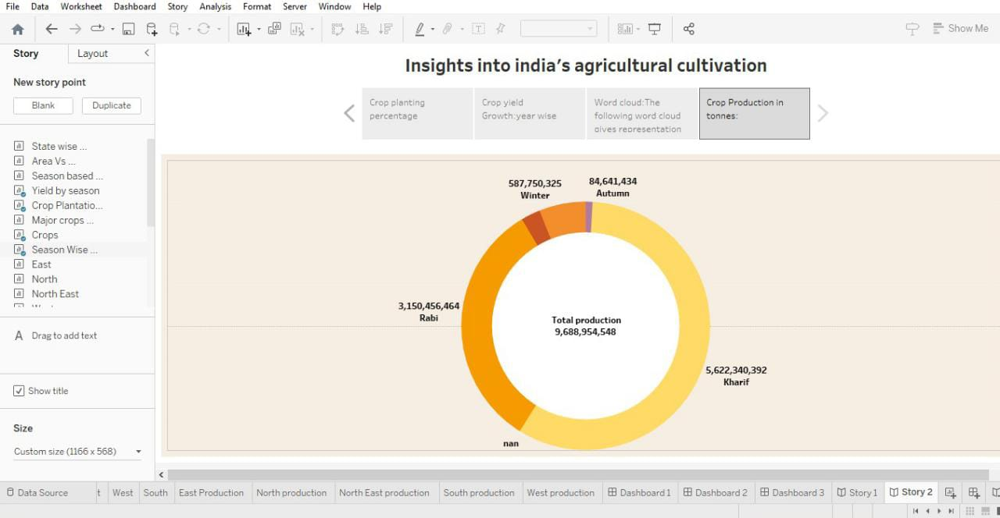 File Data Worksheet Dashboard Story Analysis Format Server Window Help
Show Me
Story Layout
New story point
Blank Duplicate
State wise ...
Area Vs ...
Season based ...
Yield by season
Crop Plantatio...
Major crops ...
Crops
Season Wise ...
East
North
North East
A Drag to add text
Show title
Size
Custom size (1166 x 568)
Insights into india's agricultural cultivation
Crop planting
percentage
Crop yield
Growth:year wise
Word cloud:The
following word cloud
gives representation
Crop Production in
tonnes:
587,750,325
Winter
84,641,434
Autumn
3,150,456,464
Rabi
Total production
9,688,954,548
5,622,340,392
Kharif
nan
Data Source t West South East Production North production North East production South production West production Dashboard 1 Dashboard 2 Dashboard 3 Story 1 Story 2